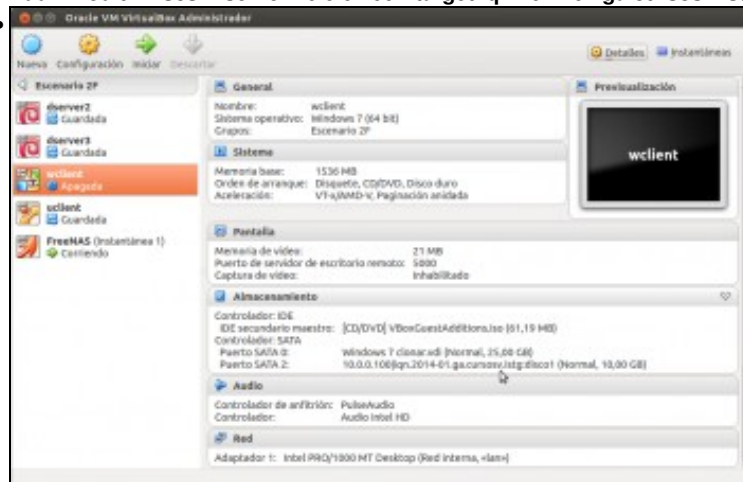 Oracle VM VirtualBox Administrador
Nueva Configuración Iniciar Descartar
Detalles Instantáneas
Escenario 2F
dserver2
Guardada
dserver3
Guardada
wclient
Apagada
uclient
Guardada
FreeNAS (Instantánea 1)
Corriendo
General
Nombre: wclient
Sistema operativo: Windows 7 (64 bit)
Grupos: Escenario 2F
Previsualización
wclient
Sistema
Memoria base: 1536 MB
Orden de arranque: Disquete, CD/DVD, Disco duro
Aceleración: VT-x/AMD-V, Paginación anidada
Pantalla
Memoria de vídeo: 21 MB
Puerto de servidor de escritorio remoto: 5000
Captura de vídeo: Inhabilitado
Almacenamiento
Controlador: IDE
IDE secundario maestro: [CD/DVD] VBoxGuestAdditions.iso (61,19 MB)
Controlador: SATA
Puerto SATA 0: Windows 7 clonar.vdi (Normal, 25,00 GB)
Puerto SATA 2: (Normal, 10,00 GB)
Audio
Controlador de anfitrión: PulseAudio
Controlador: Audio Intel HD
Red
Adaptador 1: Intel PRO/1000 MT Desktop (Red interna, «lan»)